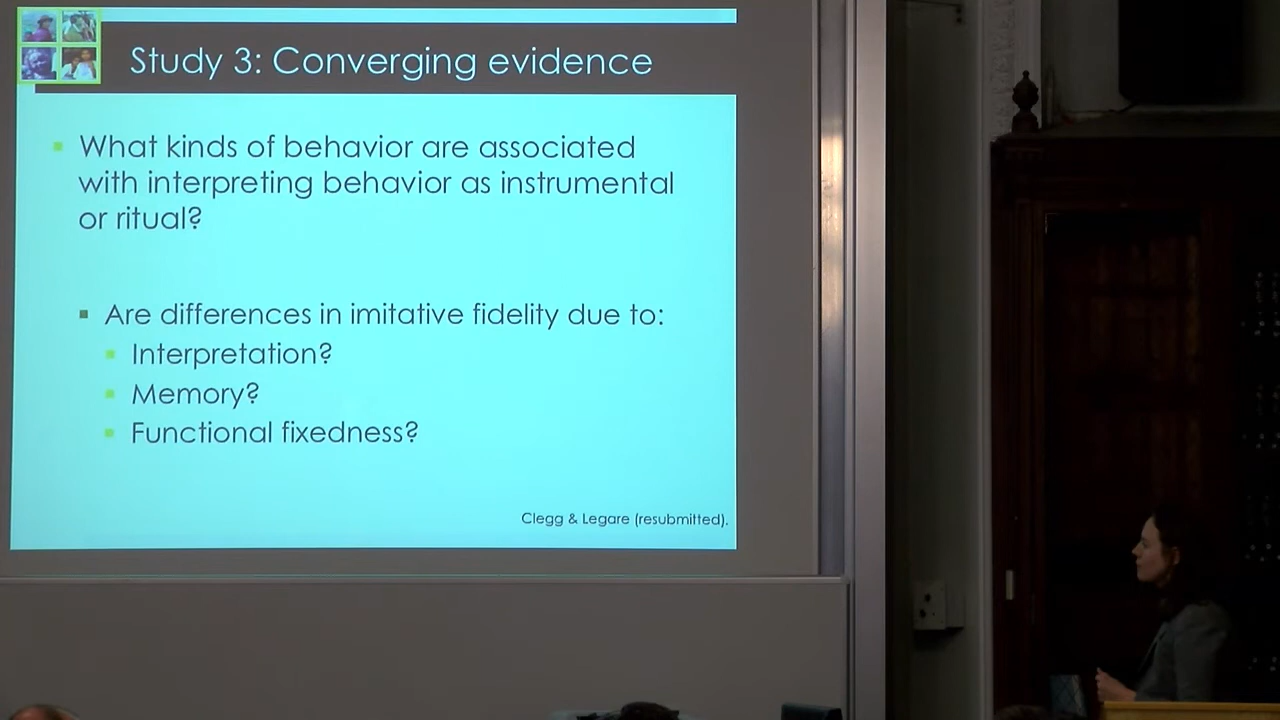 Study 3: Converging evidence
What kinds of behavior are associated
with interpreting behavior as instrumental
or ritual?
Are differences in imitative fidelity due to:
Interpretation?
Memory?
Functional fixedness?
Clegg & Legare (resubmitted).